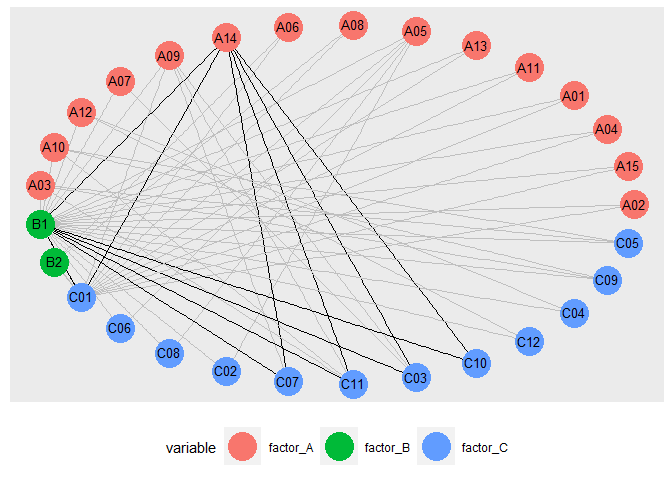 A06
A08
A14
A05
A13
A09
A11
A07
A01
A12
A04
A10
A15
A03
A02
B1
C05
B2
C09
C01
C04
C06
C12
C08
C10
C02
C03
C07
C11
variable factor_A factor_B factor_C